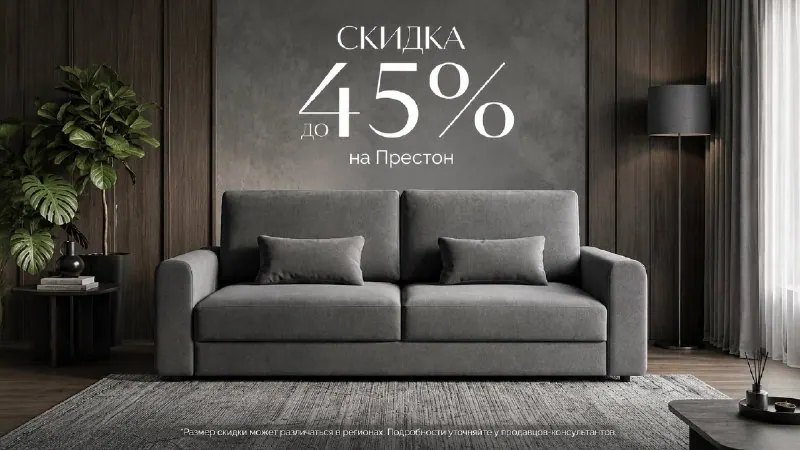 СКИДКА
ДО 45%
на Престон
*Размер скидки может различаться в регионах. Подробности уточняйте у продавцов-консультантов.